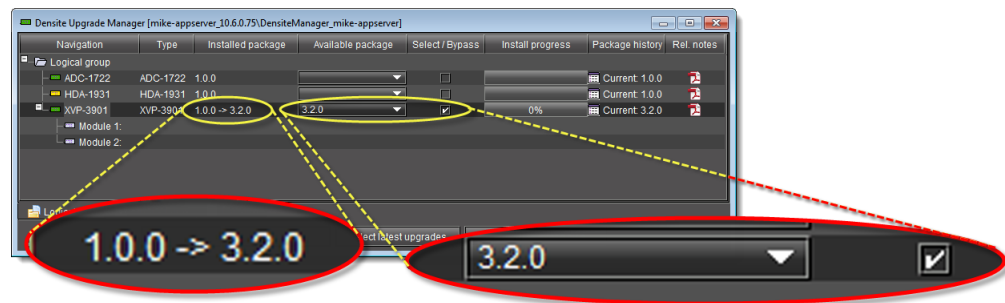 Densite Upgrade Manager [mike-appserver_10.6.0.75\DensiteManager_mike-appserver]
Navigation Type Installed package Available package Select / Bypass Install progress Package history Rel. notes
Logical group
ADC-1722 ADC-1722 1.0.0 Current: 1.0.0
HDA-1931 HDA-1931 1.0.0 Current: 1.0.0
XVP-3901 XVP-3901 1.0.0 -> 3.2.0 3.2.0 0% Current: 3.2.0
Module 1:
Module 2:
latest upgrades
1.0.0 -> 3.2.0
3.2.0